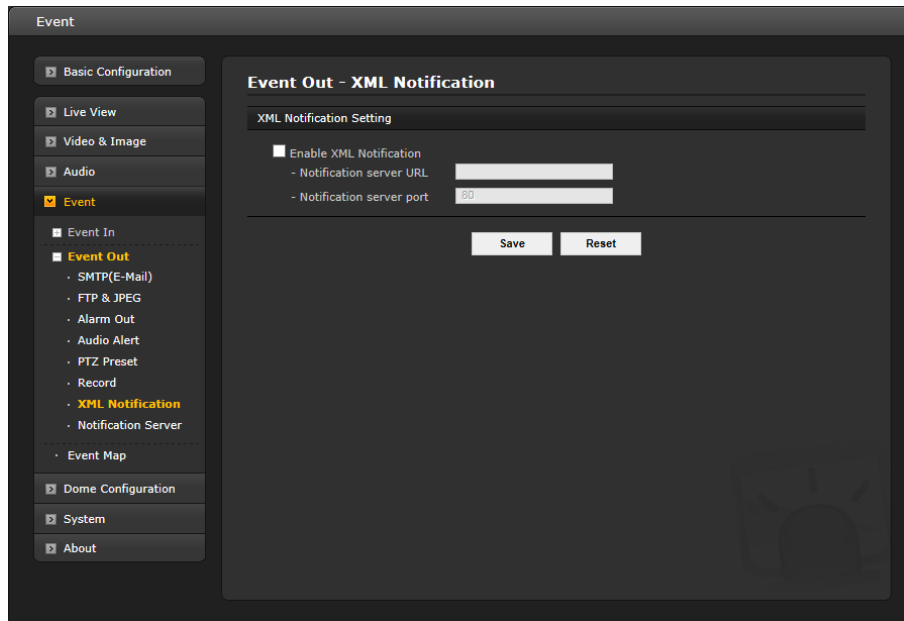 Event
Basic Configuration
Live View
Video & Image
Audio
Event
Event In
Event Out
· SMTP(E-Mail)
· FTP & JPEG
· Alarm Out
· Audio Alert
· PTZ Preset
· Record
· XML Notification
· Notification Server
· Event Map
Dome Configuration
System
About
Event Out - XML Notification
XML Notification Setting
Enable XML Notification
- Notification server URL
- Notification server port 80
Save Reset